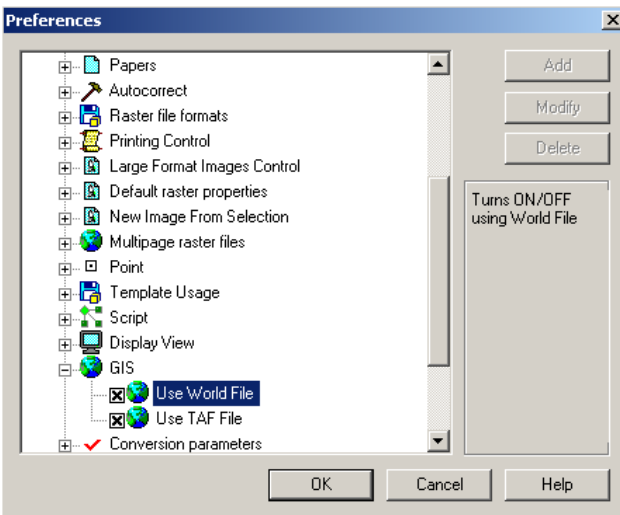 Preferences
Papers
Autocorrect
Raster file formats
Printing Control
Large Format Images Control
Default raster properties
New Image From Selection
Multipage raster files
Point
Template Usage
Script
Display View
GIS
Use World File
Use TAF File
Conversion parameters
Add
Modify
Delete
Turns ON/OFF
using World File
OK
Cancel
Help